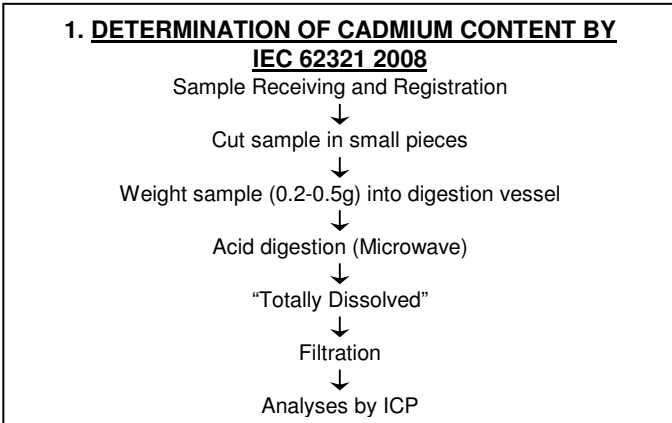 1. DETERMINATION OF CADMIUM CONTENT BY
IEC 62321 2008
Sample Receiving and Registration
↓
Cut sample in small pieces
↓
Weight sample (0.2-0.5g) into digestion vessel
↓
Acid digestion (Microwave)
↓
“Totally Dissolved”
↓
Filtration
↓
Analyses by ICP